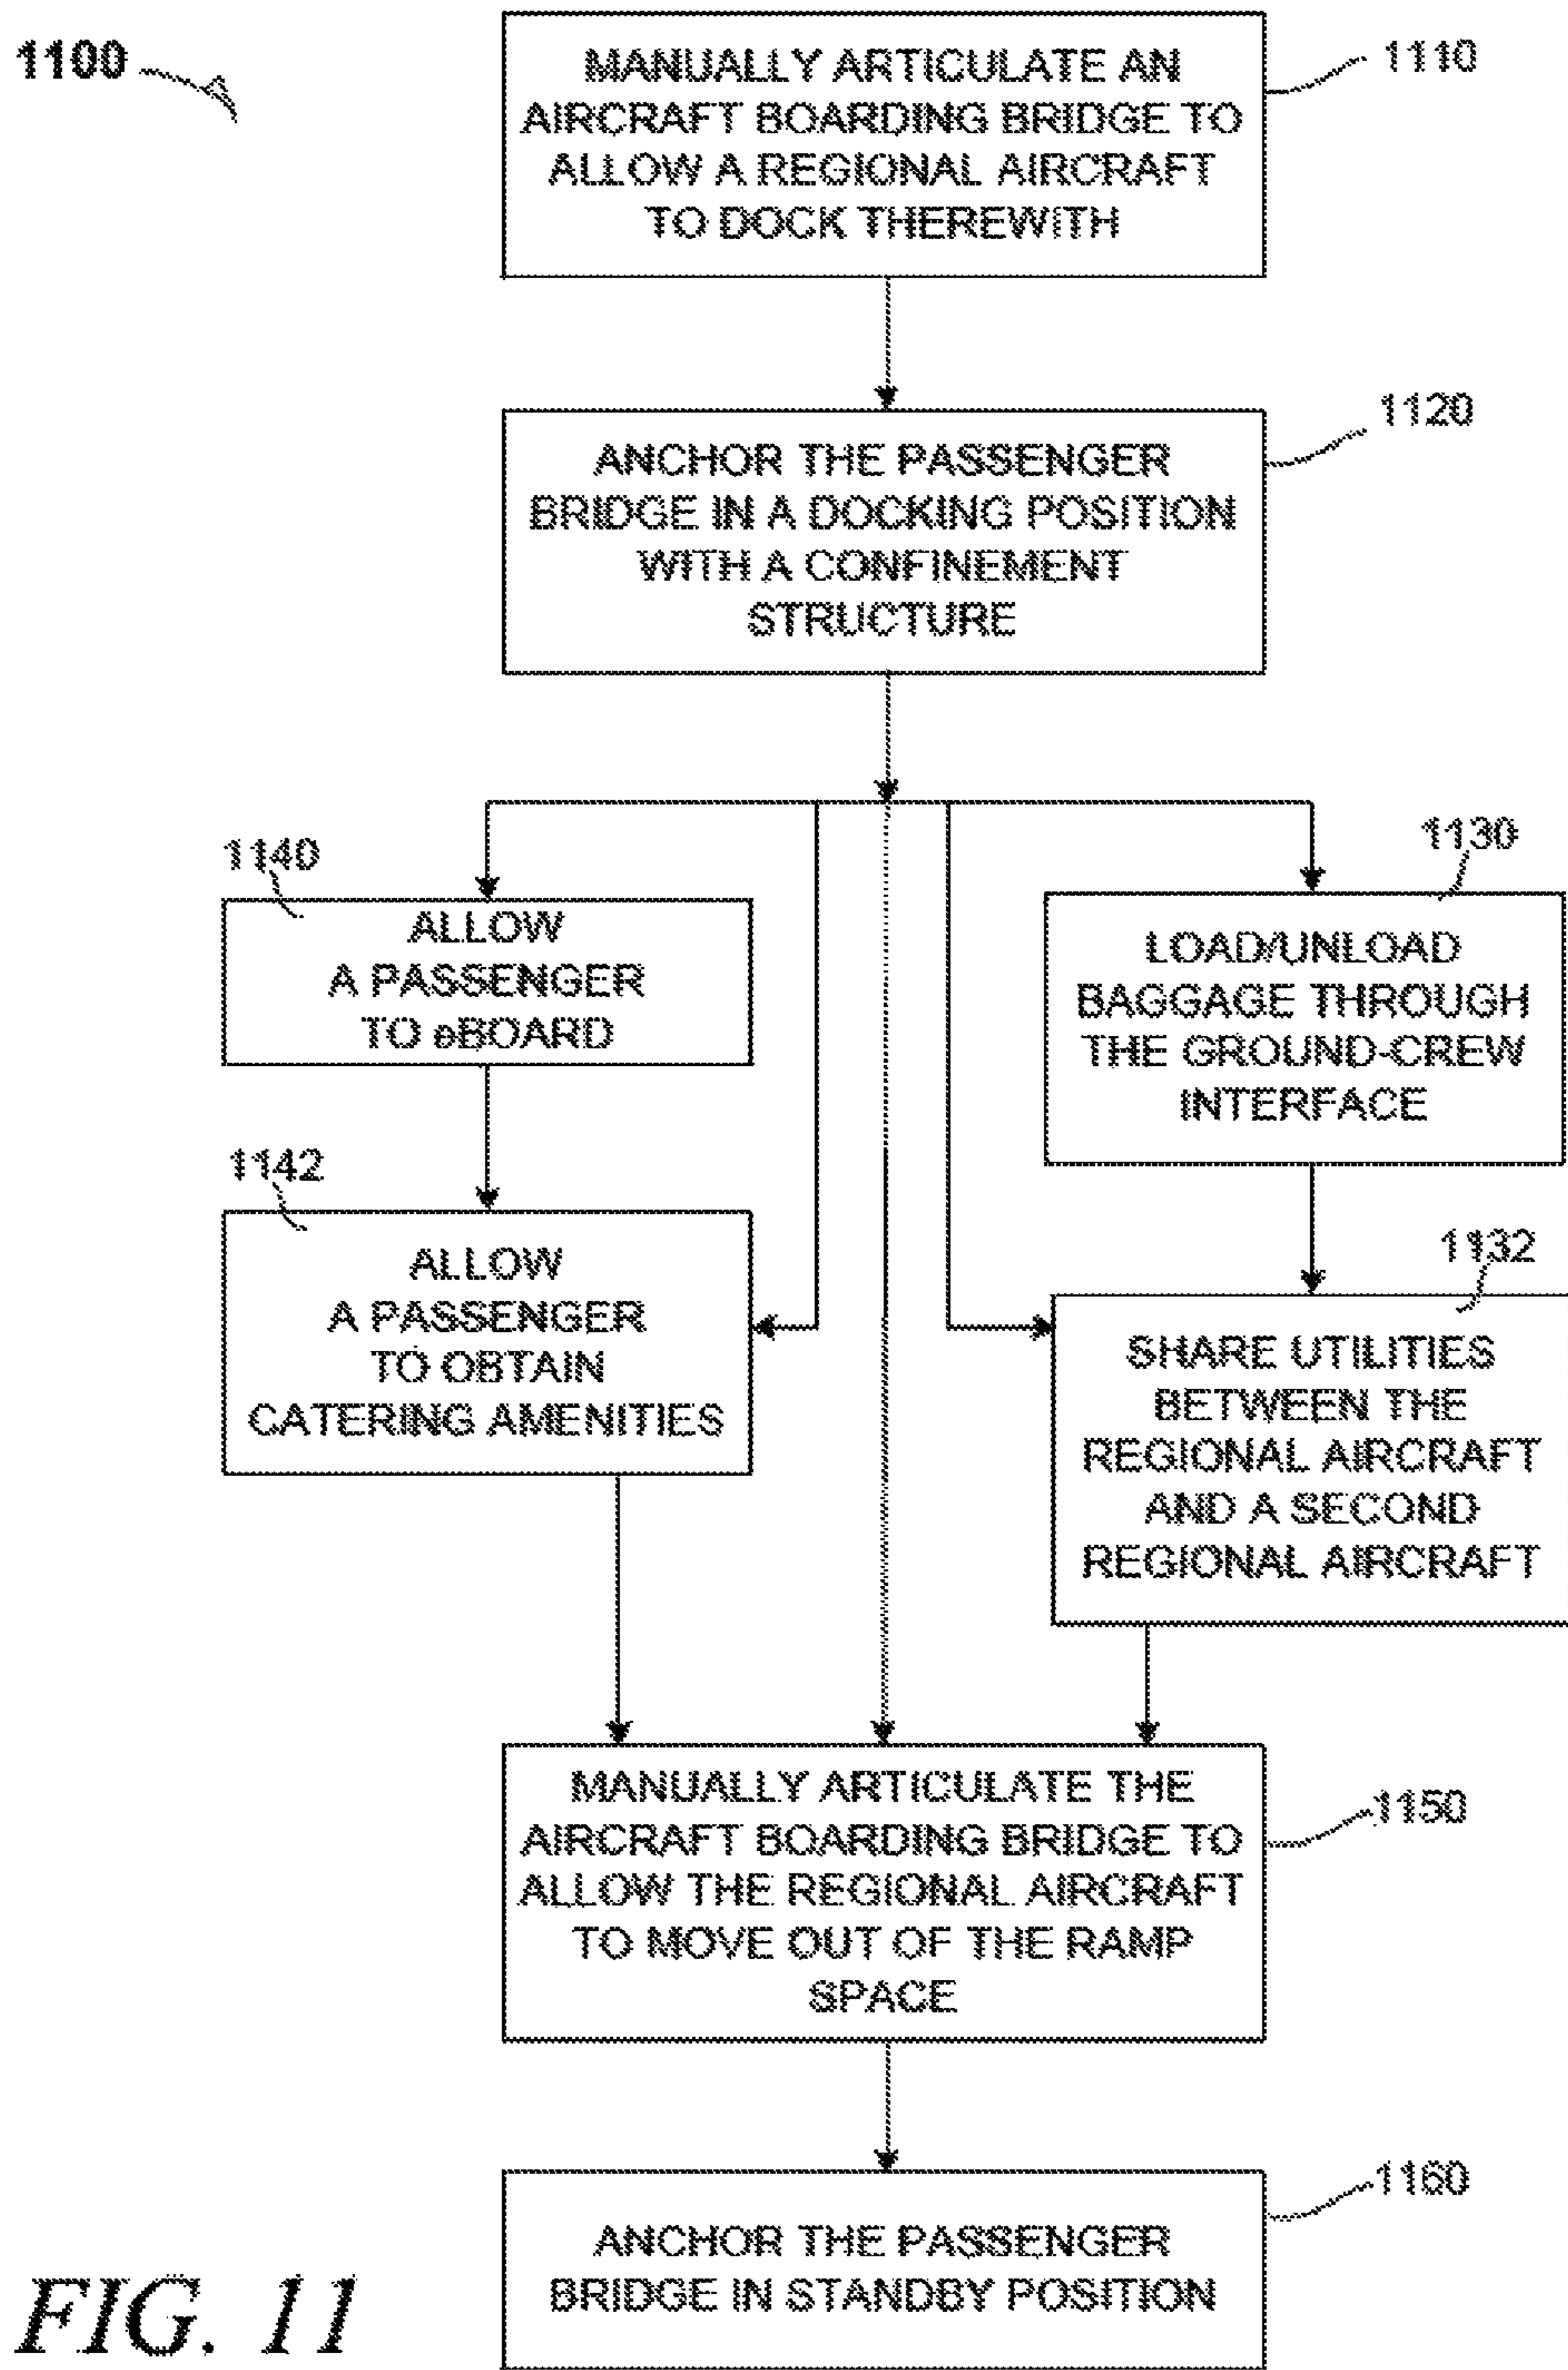 1100
MANUALLY ARTICULATE AN
AIRCRAFT BOARDING BRIDGE TO
ALLOW A REGIONAL AIRCRAFT
TO DOCK THEREWITH
1110
ANCHOR THE PASSENGER
BRIDGE IN A DOCKING POSITION
WITH A CONFINEMENT
STRUCTURE
1120
1140
ALLOW
A PASSENGER
TO eBOARD
1130
LOAD/UNLOAD
BAGGAGE THROUGH
THE GROUND-CREW
INTERFACE
1142
ALLOW
A PASSENGER
TO OBTAIN
CATERING AMENITIES
1132
SHARE UTILITIES
BETWEEN THE
REGIONAL AIRCRAFT
AND A SECOND
REGIONAL AIRCRAFT
MANUALLY ARTICULATE THE
AIRCRAFT BOARDING BRIDGE TO
ALLOW THE REGIONAL AIRCRAFT
TO MOVE OUT OF THE RAMP
SPACE
1150
ANCHOR THE PASSENGER
BRIDGE IN STANDBY POSITION
1160
FIG. 11